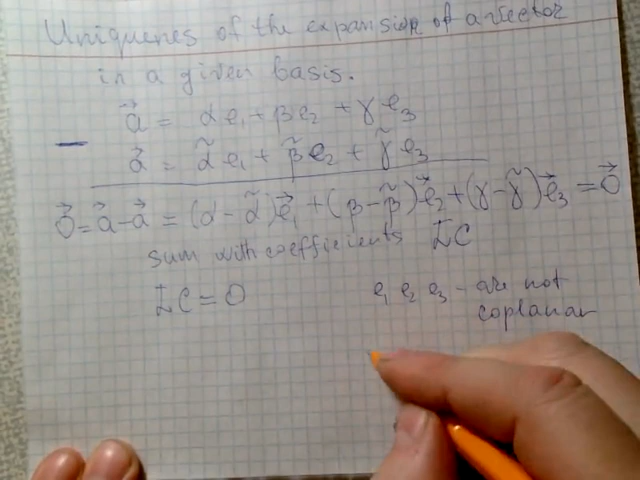 Uniquenes of the expansion of a vector
in a given basis.
a⃗ = α e₁ + β e₂ + γ e₃
–
a⃗ = α̃ e₁ + β̃ e₂ + γ̃ e₃
0⃗ = a⃗ - a⃗ = (α - α̃) e⃗₁ + (β - β̃) e⃗₂ + (γ - γ̃) e⃗₃ = 0⃗
sum with coefficients LC
LC = 0
e₁ e₂ e₃ - are not
coplanar